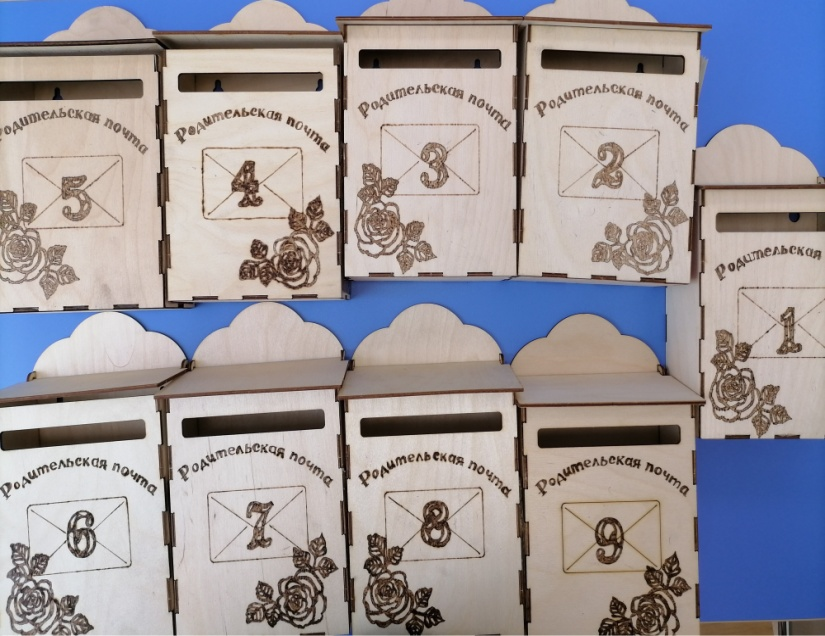 Родительская почта
5
Родительская почта
4
Родительская почта
3
Родительская почта
2
Родительская
1
Родительская почта
6
Родительская почта
7
Родительская почта
8
Родительская почта
9